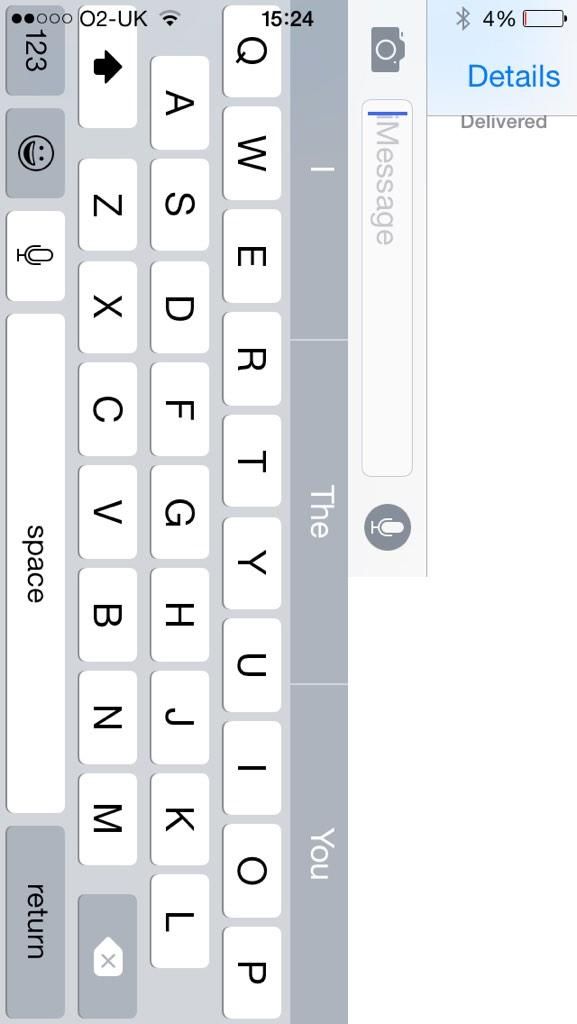 O2-UK 15:24 4%
Details
Delivered
iMessage
I The You
Q W E R T Y U I O P
A S D F G H J K L
Z X C V B N M
123 space return